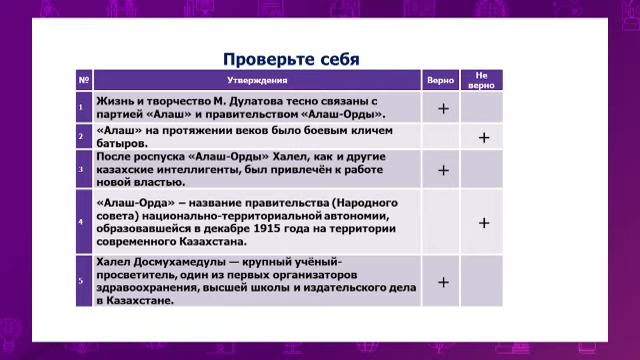 Проверьте себя
№ Утверждения Верно Не верно
1 Жизнь и творчество М. Дулатова тесно связаны с
партией «Алаш» и правительством «Алаш-Орды». +
2 «Алаш» на протяжении веков было боевым кличем
батыров. +
3 После роспуска «Алаш-Орды» Халел, как и другие
казахские интеллигенты, был привлечён к работе
новой властью. +
4 «Алаш-Орда» – название правительства (Народного
совета) национально-территориальной автономии,
образовавшейся в декабре 1915 года на территории
современного Казахстана. +
5 Халел Досмухамедулы — крупный учёный-
просветитель, один из первых организаторов
здравоохранения, высшей школы и издательского дела
в Казахстане. +